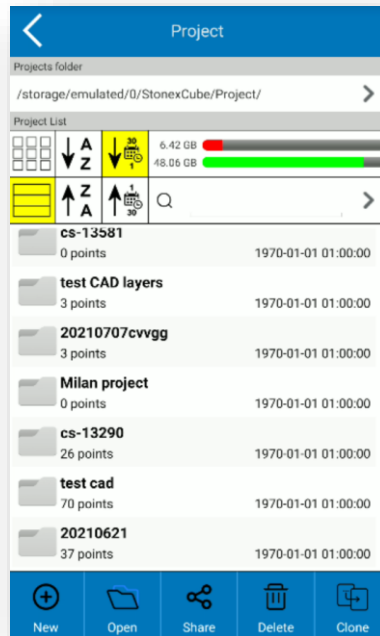 Project
Projects folder
/storage/emulated/0/StonexCube/Project/
Project List
A Z
30 1
6.42 GB
48.06 GB
Z A
1 30
cs-13581
0 points 1970-01-01 01:00:00
test CAD layers
3 points 1970-01-01 01:00:00
20210707cvvgg
3 points 1970-01-01 01:00:00
Milan project
0 points 1970-01-01 01:00:00
cs-13290
26 points 1970-01-01 01:00:00
test cad
70 points 1970-01-01 01:00:00
20210621
37 points 1970-01-01 01:00:00
New Open Share Delete Clone